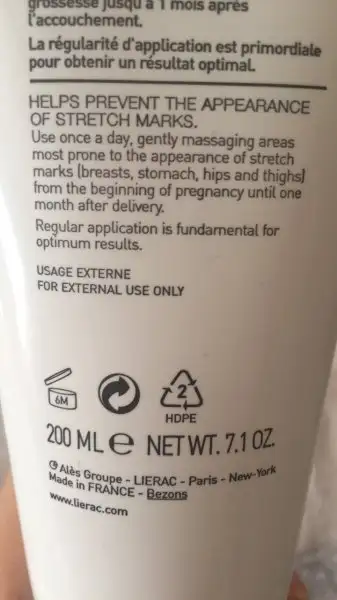 grossesse jusqu'à 1 mois après
l'accouchement.
La régularité d'application est primordiale
pour obtenir un résultat optimal.
HELPS PREVENT THE APPEARANCE
OF STRETCH MARKS.
Use once a day, gently massaging areas
most prone to the appearance of stretch
marks (breasts, stomach, hips and thighs)
from the beginning of pregnancy until one
month after delivery.
Regular application is fundamental for
optimum results.
USAGE EXTERNE
FOR EXTERNAL USE ONLY
6M
2
HDPE
200 ML e NET WT. 7.1 OZ.
© Alès Groupe - LIERAC - Paris - New-York
Made in FRANCE - Bezons
www.lierac.com